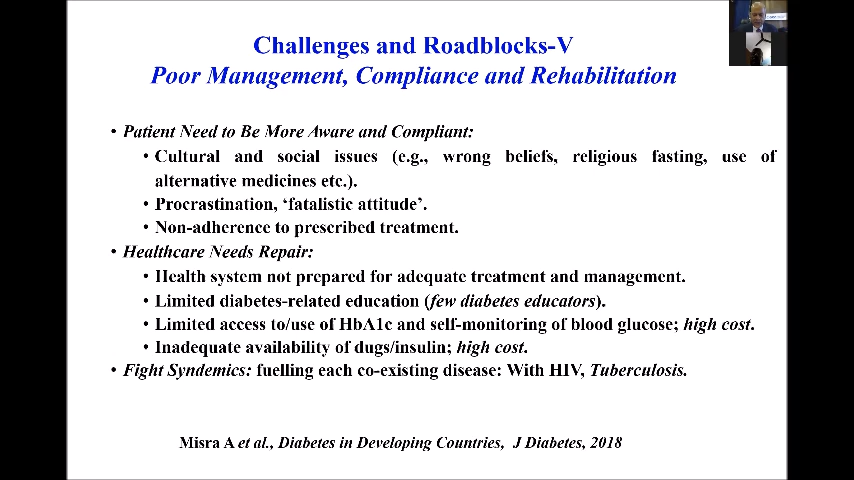 Challenges and Roadblocks-V
Poor Management, Compliance and Rehabilitation
• Patient Need to Be More Aware and Compliant:
• Cultural and social issues (e.g., wrong beliefs, religious fasting, use of
alternative medicines etc.).
• Procrastination, ‘fatalistic attitude’.
• Non-adherence to prescribed treatment.
• Healthcare Needs Repair:
• Health system not prepared for adequate treatment and management.
• Limited diabetes-related education (few diabetes educators).
• Limited access to/use of HbA1c and self-monitoring of blood glucose; high cost.
• Inadequate availability of dugs/insulin; high cost.
• Fight Syndemics: fuelling each co-existing disease: With HIV, Tuberculosis.
Misra A et al., Diabetes in Developing Countries, J Diabetes, 2018